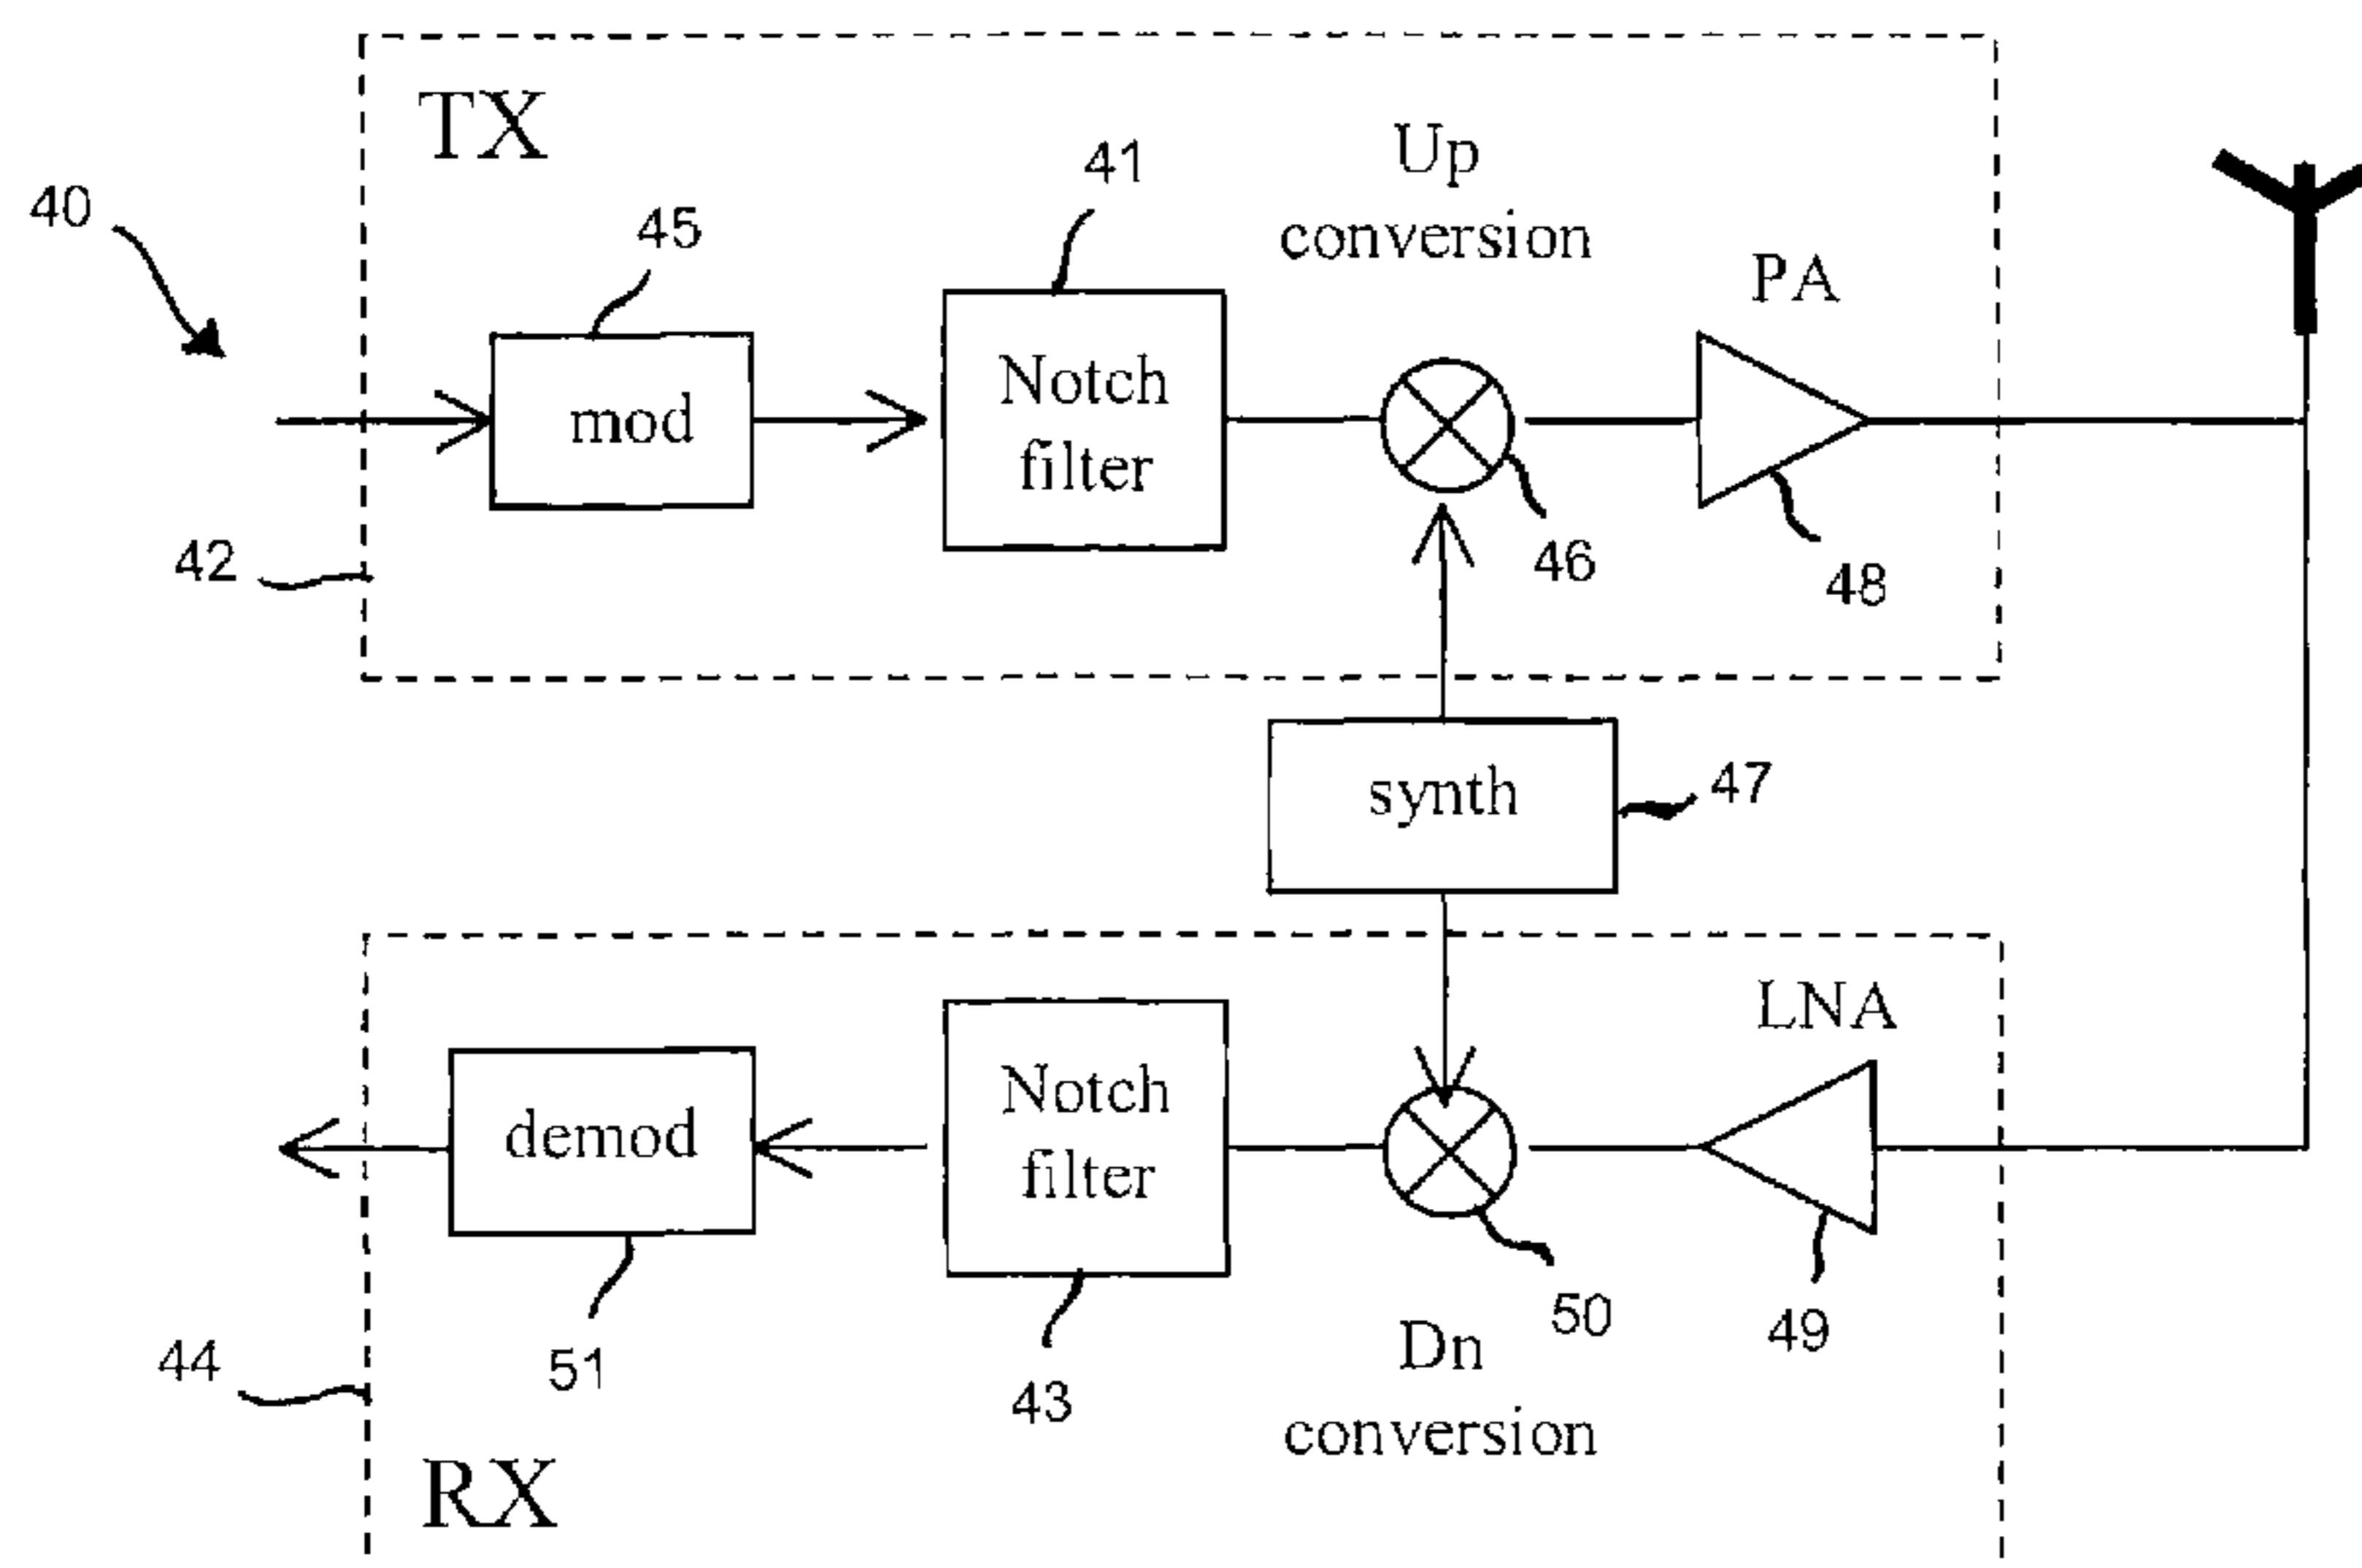 TX
40
45
41
Up
conversion
PA
mod
Notch
filter
42
46
48
synth
47
LNA
demod
Notch
filter
51
43
50
49
Dn
conversion
44
RX